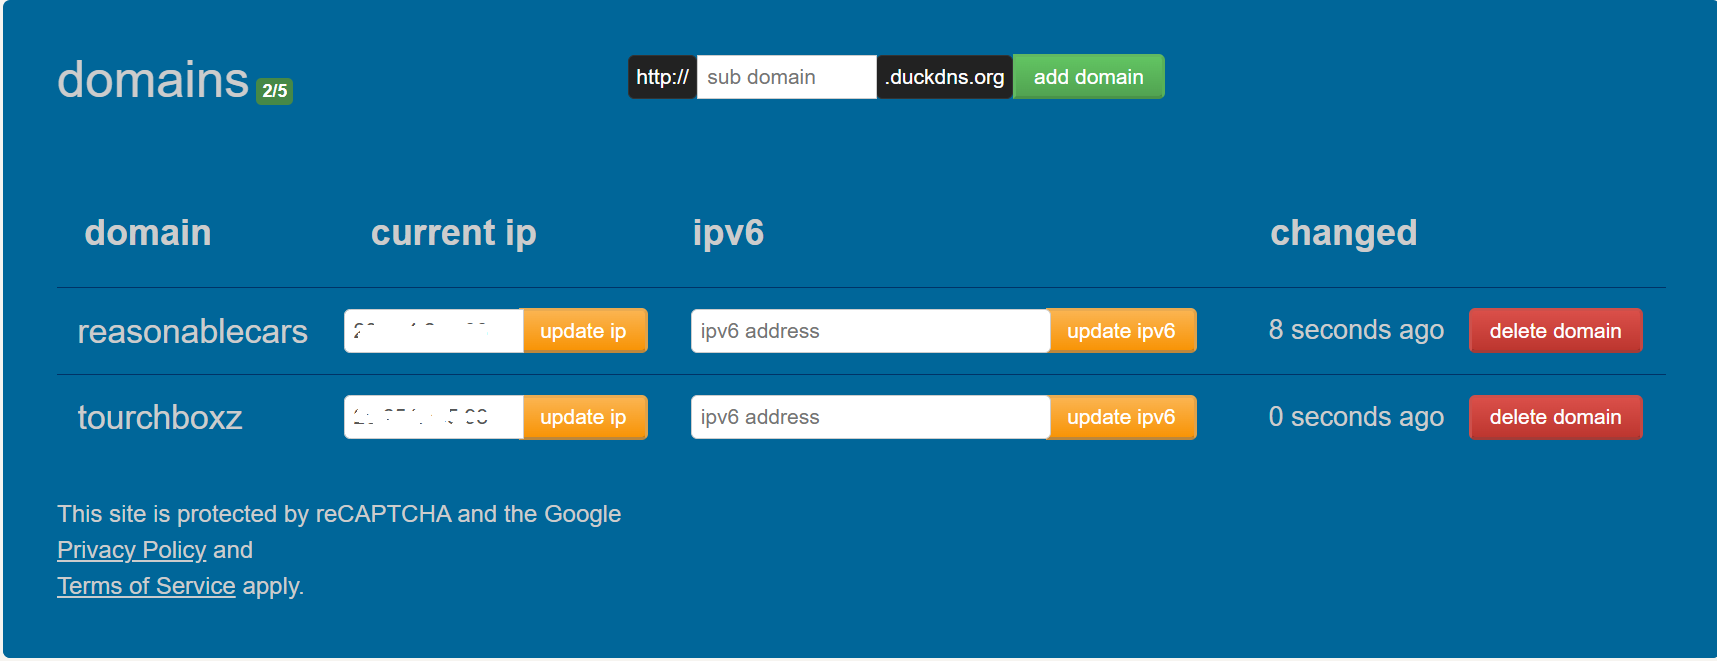 domains 2/5
http:// sub domain .duckdns.org add domain
domain current ip ipv6 changed
reasonablecars update ip ipv6 address update ipv6 8 seconds ago delete domain
tourchboxz update ip ipv6 address update ipv6 0 seconds ago delete domain
This site is protected by reCAPTCHA and the Google
Privacy Policy and
Terms of Service apply.